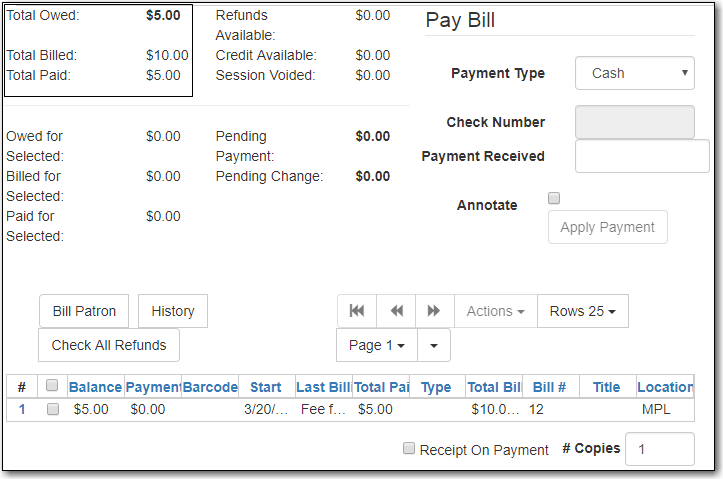 Total Owed: $5.00 Refunds Available: $0.00
Total Billed: $10.00 Credit Available: $0.00
Total Paid: $5.00 Session Voided: $0.00
Owed for Selected: $0.00 Pending Payment: $0.00
Billed for Selected: $0.00 Pending Change: $0.00
Paid for Selected: $0.00
Pay Bill
Payment Type Cash
Check Number
Payment Received
Annotate
Apply Payment
Bill Patron History Actions Rows 25
Check All Refunds Page 1
# Balance Payment Barcode Start Last Bill Total Pai Type Total Bill Bill # Title Location
1 $5.00 $0.00 3/20/... Fee f... $5.00 $10.0... 12 MPL
Receipt On Payment # Copies 1